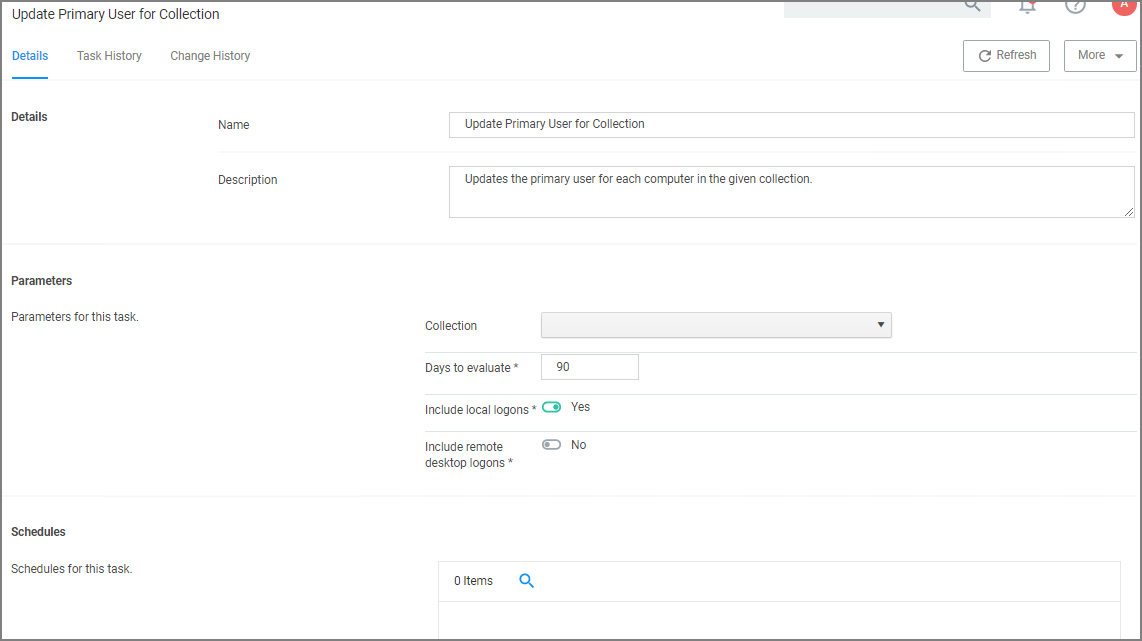 Update Primary User for Collection
A
Details
Task History
Change History
Refresh
More
Details
Name
Update Primary User for Collection
Description
Updates the primary user for each computer in the given collection.
Parameters
Parameters for this task.
Collection
Days to evaluate *
90
Include local logons *
Yes
Include remote
desktop logons *
No
Schedules
Schedules for this task.
0 Items